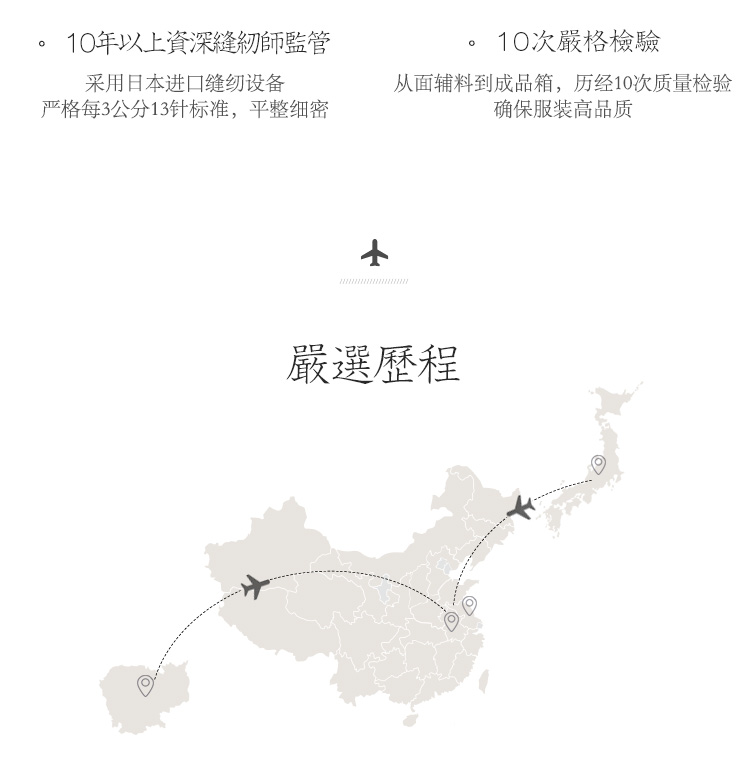 10年以上資深縫紉師監管
采用日本进口缝纫设备
严格每3公分13针标准，平整细密
10次嚴格檢驗
从面辅料到成品箱，历经10次质量检验
确保服装高品质
嚴選歷程